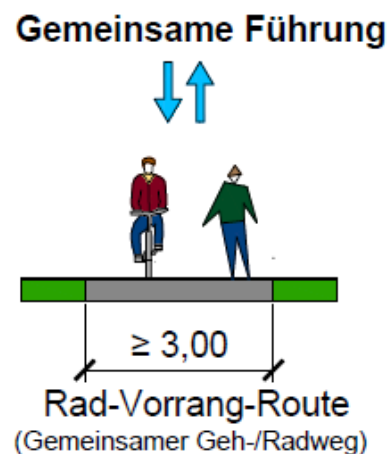 Gemeinsame Führung
≥ 3,00
Rad-Vorrang-Route
(Gemeinsamer Geh-/Radweg)